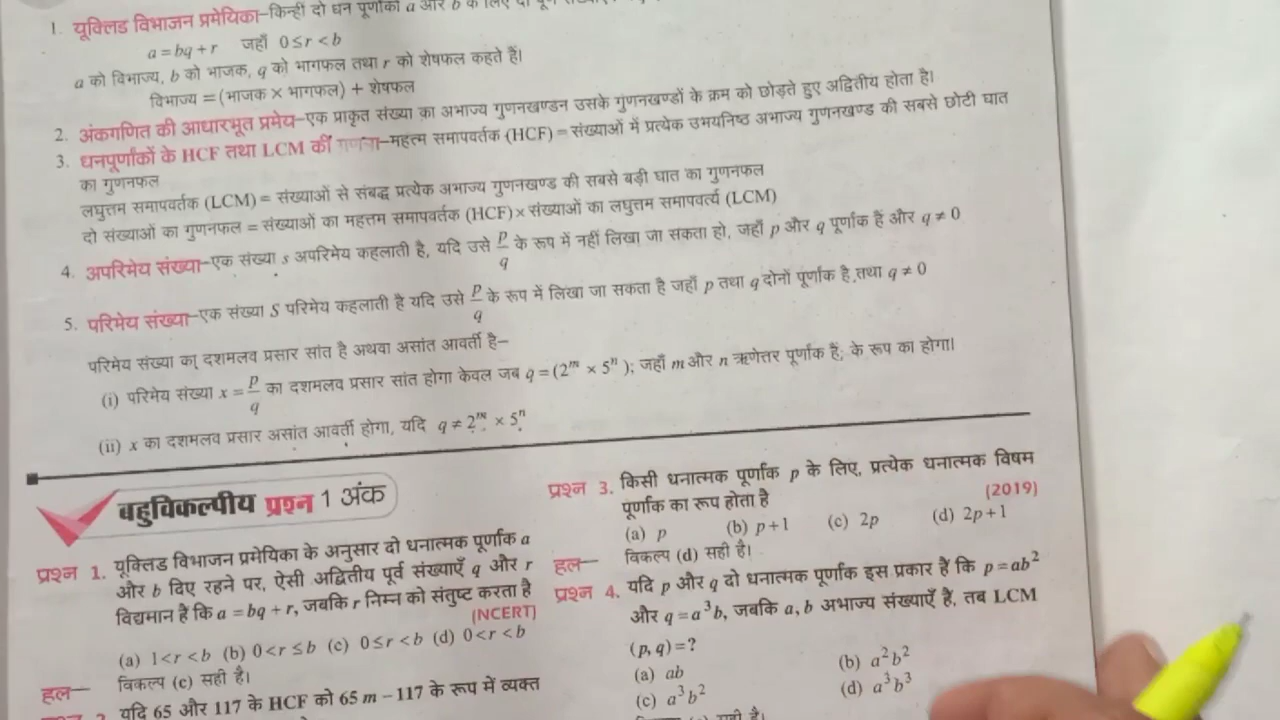 1. यूक्लिड विभाजन प्रमेयिका–किन्हीं दो धन पूर्णांकों a और b के लिए दो
a = bq + r जहाँ 0 ≤ r < b
a को विभाज्य, b को भाजक, q को भागफल तथा r को शेषफल कहते हैं।
विभाज्य = (भाजक × भागफल) + शेषफल
2. अंकगणित की आधारभूत प्रमेय–एक प्राकृत संख्या का अभाज्य गुणनखण्डन उसके गुणनखण्डों के क्रम को छोड़ते हुए अद्वितीय होता है।
3. धनपूर्णांकों के HCF तथा LCM की गणना–महत्म समापवर्तक (HCF) = संख्याओं में प्रत्येक उभयनिष्ठ अभाज्य गुणनखण्ड की सबसे छोटी घात
का गुणनफल
लघुत्तम समापवर्तक (LCM) = संख्याओं से संबद्ध प्रत्येक अभाज्य गुणनखण्ड की सबसे बड़ी घात का गुणनफल
दो संख्याओं का गुणनफल = संख्याओं का महत्तम समापवर्तक (HCF) × संख्याओं का लघुत्तम समापवर्त्य (LCM)
4. अपरिमेय संख्या–एक संख्या s अपरिमेय कहलाती है, यदि उसे p/q के रूप में नहीं लिखा जा सकता हो, जहाँ p और q पूर्णांक हैं और q ≠ 0
5. परिमेय संख्या–एक संख्या S परिमेय कहलाती है यदि उसे p/q के रूप में लिखा जा सकता है जहाँ p तथा q दोनों पूर्णांक है तथा q ≠ 0
परिमेय संख्या का दशमलव प्रसार सांत है अथवा असांत आवर्ती है–
(i) परिमेय संख्या x = p/q का दशमलव प्रसार सांत होगा केवल जब q = (2^m × 5^n); जहाँ m और n ऋणेत्तर पूर्णांक हैं; के रूप का होगा।
(ii) x का दशमलव प्रसार असांत आवर्ती होगा, यदि q ≠ 2^m × 5^n
बहुविकल्पीय प्रश्न 1 अंक
प्रश्न 1. यूक्लिड विभाजन प्रमेयिका के अनुसार दो धनात्मक पूर्णांक a
और b दिए रहने पर, ऐसी अद्वितीय पूर्व संख्याएँ q और r
विद्यमान है कि a = bq + r, जबकि r निम्न को संतुष्ट करता है
(NCERT)
(a) 1 < r < b (b) 0 < r ≤ b (c) 0 ≤ r < b (d) 0 < r < b
हल— विकल्प (c) सही है।
यदि 65 और 117 के HCF को 65 m – 117 के रूप में व्यक्त
प्रश्न 3. किसी धनात्मक पूर्णांक p के लिए, प्रत्येक धनात्मक विषम
पूर्णांक का रूप होता है (2019)
(a) p (b) p + 1 (c) 2p (d) 2p + 1
हल— विकल्प (d) सही है।
प्रश्न 4. यदि p और q दो धनात्मक पूर्णांक इस प्रकार हैं कि p = ab²
और q = a³b, जबकि a, b अभाज्य संख्याएँ है, तब LCM
(p, q) = ?
(a) ab (b) a²b²
(c) a³b² (d) a³b³